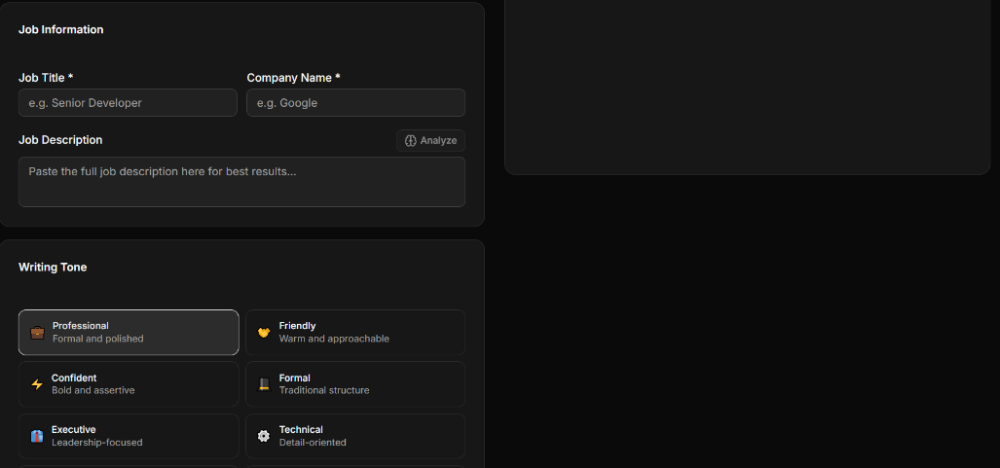 Job Information
Job Title * Company Name *
e.g. Senior Developer e.g. Google
Job Description Analyze
Paste the full job description here for best results...
Writing Tone
Professional
Formal and polished
Friendly
Warm and approachable
Confident
Bold and assertive
Formal
Traditional structure
Executive
Leadership-focused
Technical
Detail-oriented